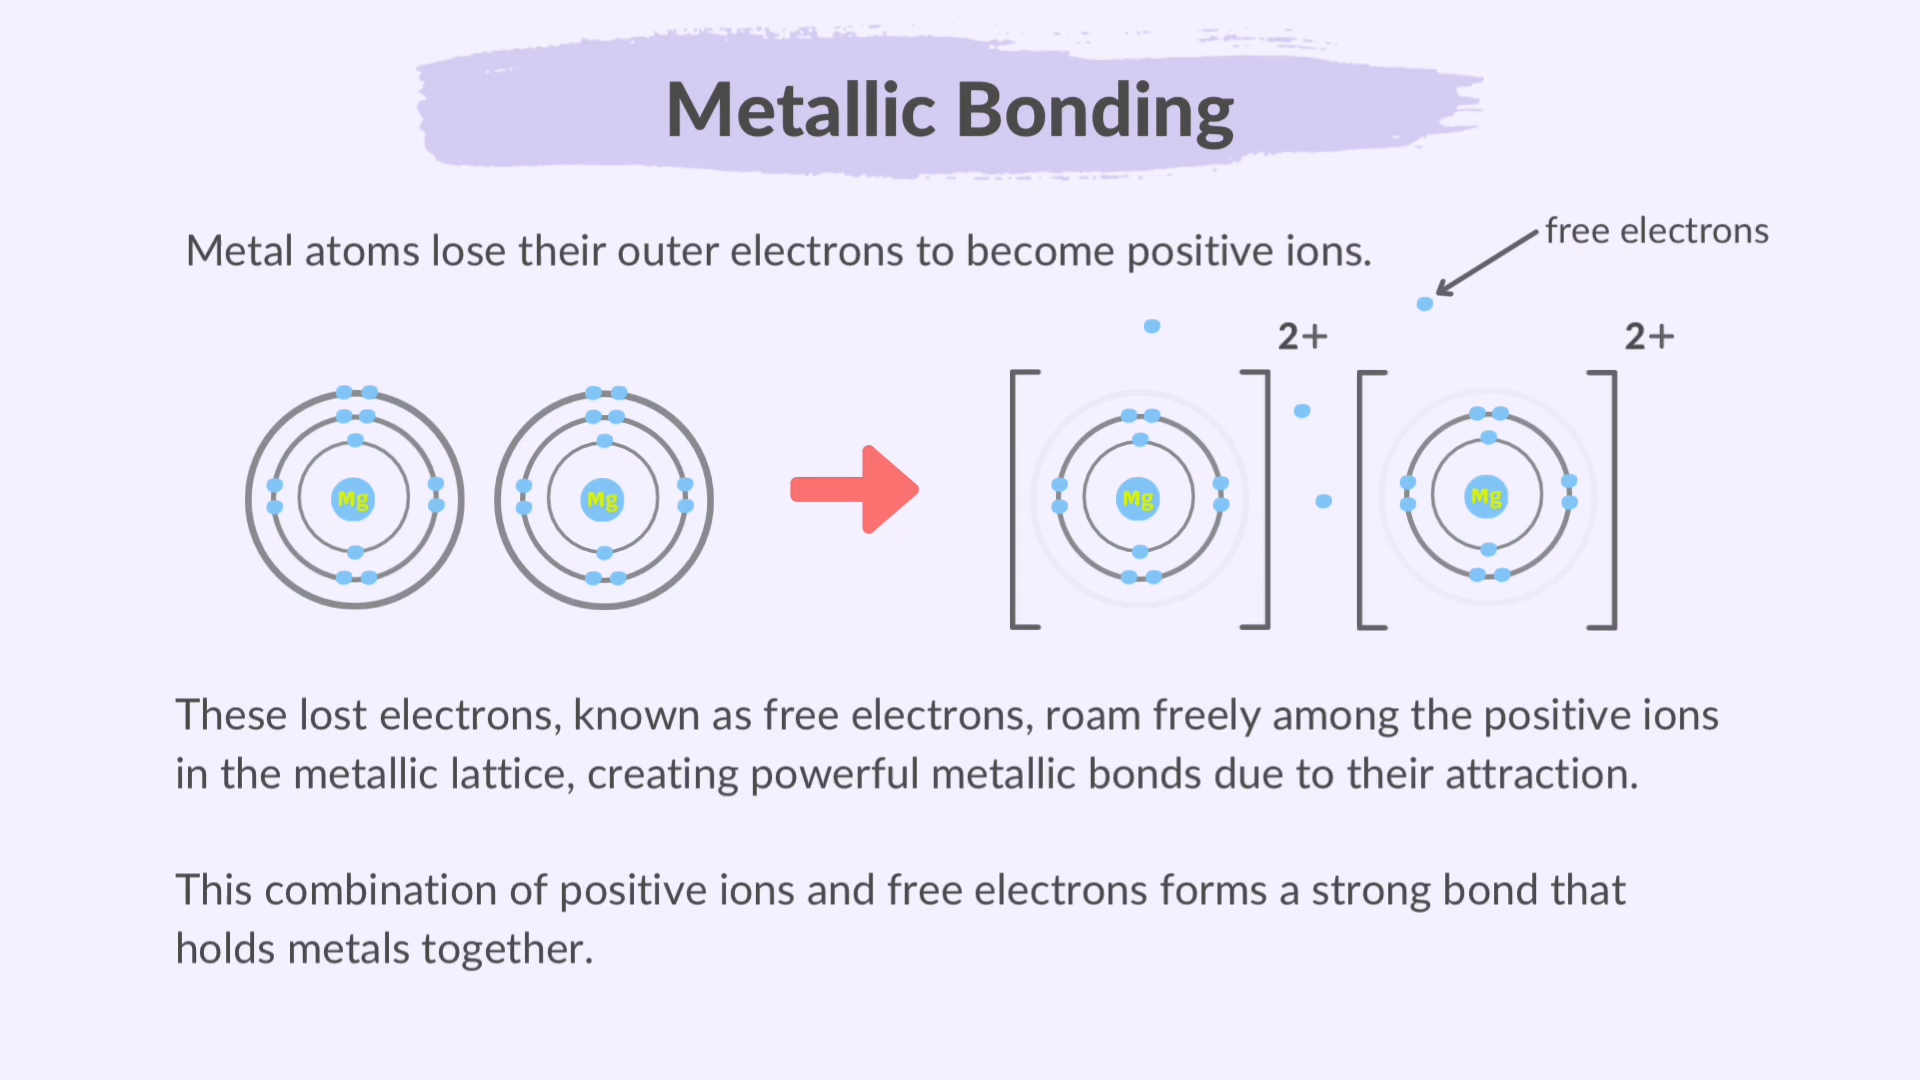 Metallic Bonding
Metal atoms lose their outer electrons to become positive ions.
free electrons
2+
2+
Mg
Mg
Mg
Mg
These lost electrons, known as free electrons, roam freely among the positive ions
in the metallic lattice, creating powerful metallic bonds due to their attraction.
This combination of positive ions and free electrons forms a strong bond that
holds metals together.